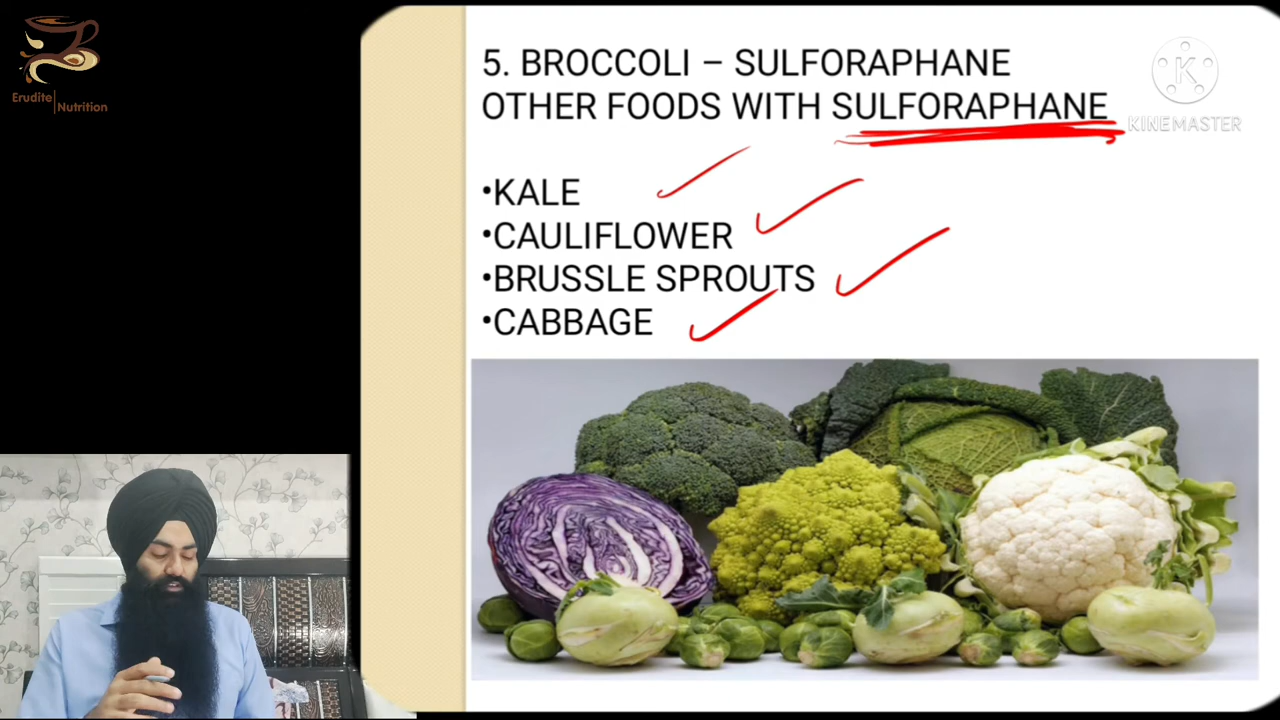 Erudite Nutrition
5. BROCCOLI – SULFORAPHANE
OTHER FOODS WITH SULFORAPHANE
K
KINEMASTER
•KALE
•CAULIFLOWER
•BRUSSLE SPROUTS
•CABBAGE